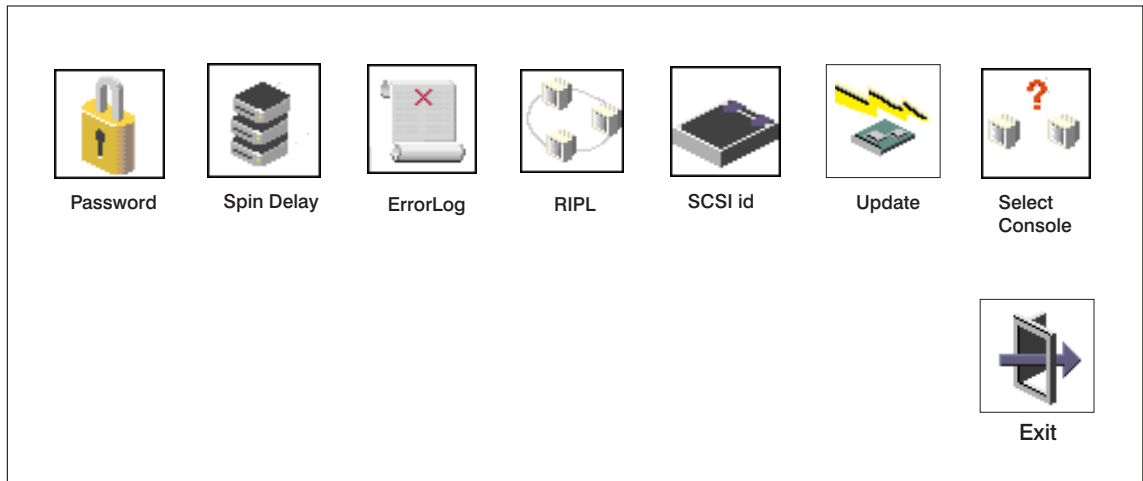 Password
Spin Delay
ErrorLog
RIPL
SCSI id
Update
Select
Console
?
Exit